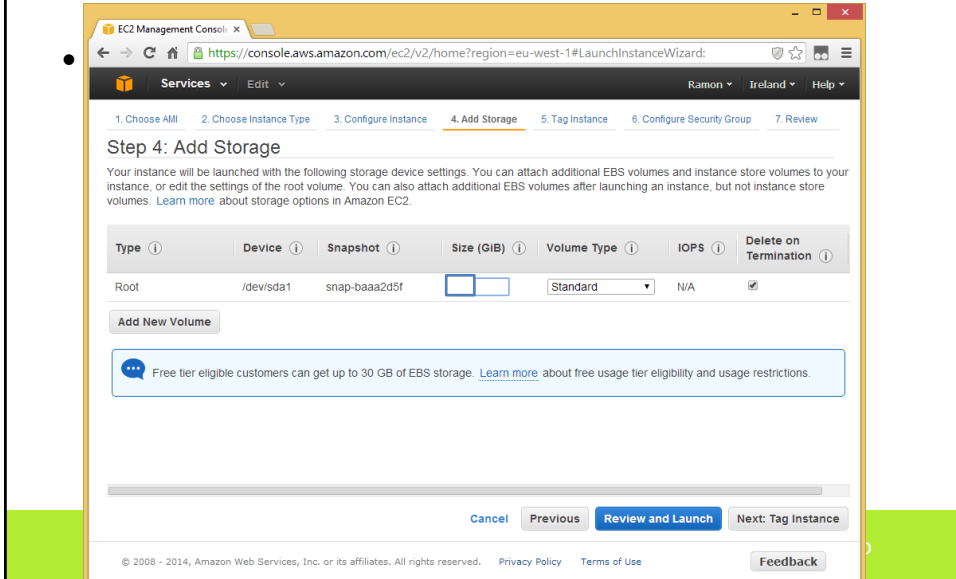 EC2 Management Consol
https://console.aws.amazon.com/ec2/v2/home?region=eu-west-1#LaunchInstanceWizard:
Services Edit Ramon Ireland Help
1. Choose AMI 2. Choose Instance Type 3. Configure Instance 4. Add Storage 5. Tag Instance 6. Configure Security Group 7. Review
Step 4: Add Storage
Your instance will be launched with the following storage device settings. You can attach additional EBS volumes and instance store volumes to your
instance, or edit the settings of the root volume. You can also attach additional EBS volumes after launching an instance, but not instance store
volumes. Learn more about storage options in Amazon EC2.
Type Device Snapshot Size (GiB) Volume Type IOPS Delete on
Termination
Root /dev/sda1 snap-baaa2d5f Standard N/A
Add New Volume
Free tier eligible customers can get up to 30 GB of EBS storage. Learn more about free usage tier eligibility and usage restrictions.
Cancel Previous Review and Launch Next: Tag Instance
© 2008 - 2014, Amazon Web Services, Inc. or its affiliates. All rights reserved. Privacy Policy Terms of Use Feedback